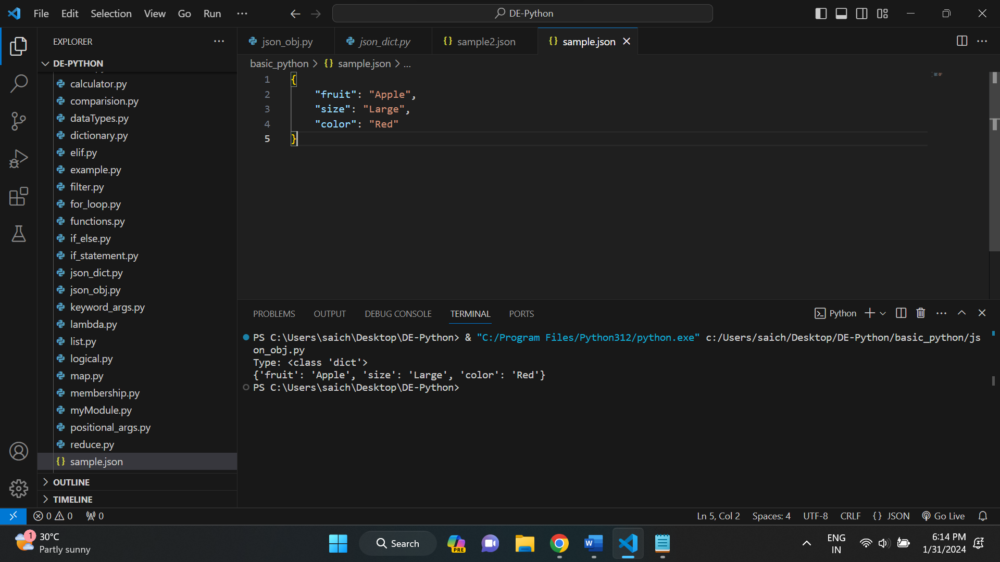 File Edit Selection View Go Run ···
DE-Python
EXPLORER
DE-PYTHON
calculator.py
comparision.py
dataTypes.py
dictionary.py
elif.py
example.py
filter.py
for_loop.py
functions.py
if_else.py
if_statement.py
json_dict.py
json_obj.py
keyword_args.py
lambda.py
list.py
logical.py
map.py
membership.py
myModule.py
positional_args.py
reduce.py
{} sample.json
OUTLINE
TIMELINE
json_obj.py json_dict.py {} sample2.json {} sample.json
basic_python > {} sample.json > ...
1 {
2 "fruit": "Apple",
3 "size": "Large",
4 "color": "Red"
5 }
PROBLEMS OUTPUT DEBUG CONSOLE TERMINAL PORTS
Python
PS C:\Users\saich\Desktop\DE-Python> & "C:/Program Files/Python312/python.exe" c:/Users/saich/Desktop/DE-Python/basic_python/js
on_obj.py
Type: <class 'dict'>
{'fruit': 'Apple', 'size': 'Large', 'color': 'Red'}
PS C:\Users\saich\Desktop\DE-Python>
0 0 0
Ln 5, Col 2 Spaces: 4 UTF-8 CRLF {} JSON Go Live
1
30°C
Partly sunny
Search
PRE
W
ENG
IN
6:14 PM
1/31/2024